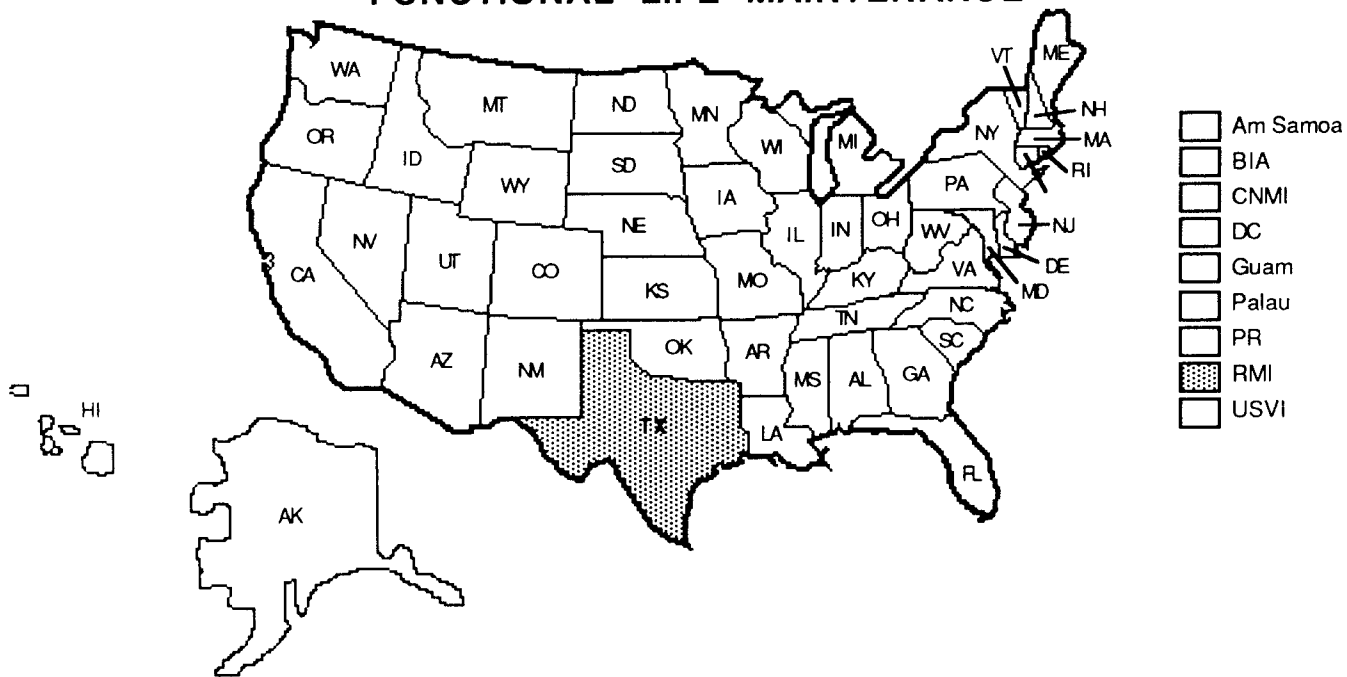 FUNCTIONAL LIFE MAINTENANCE
WA
OR
CA
NV
ID
MT
WY
UT
AZ
CO
NM
ND
SD
NE
KS
OK
TX
MN
IA
MO
AR
LA
WI
IL
MI
IN
OH
KY
TN
MS
AL
GA
FL
SC
NC
VA
WV
PA
NY
VT
ME
NH
MA
RI
NJ
DE
MD
HI
AK
Am Samoa
BIA
CNMI
DC
Guam
Palau
PR
RMI
USVI